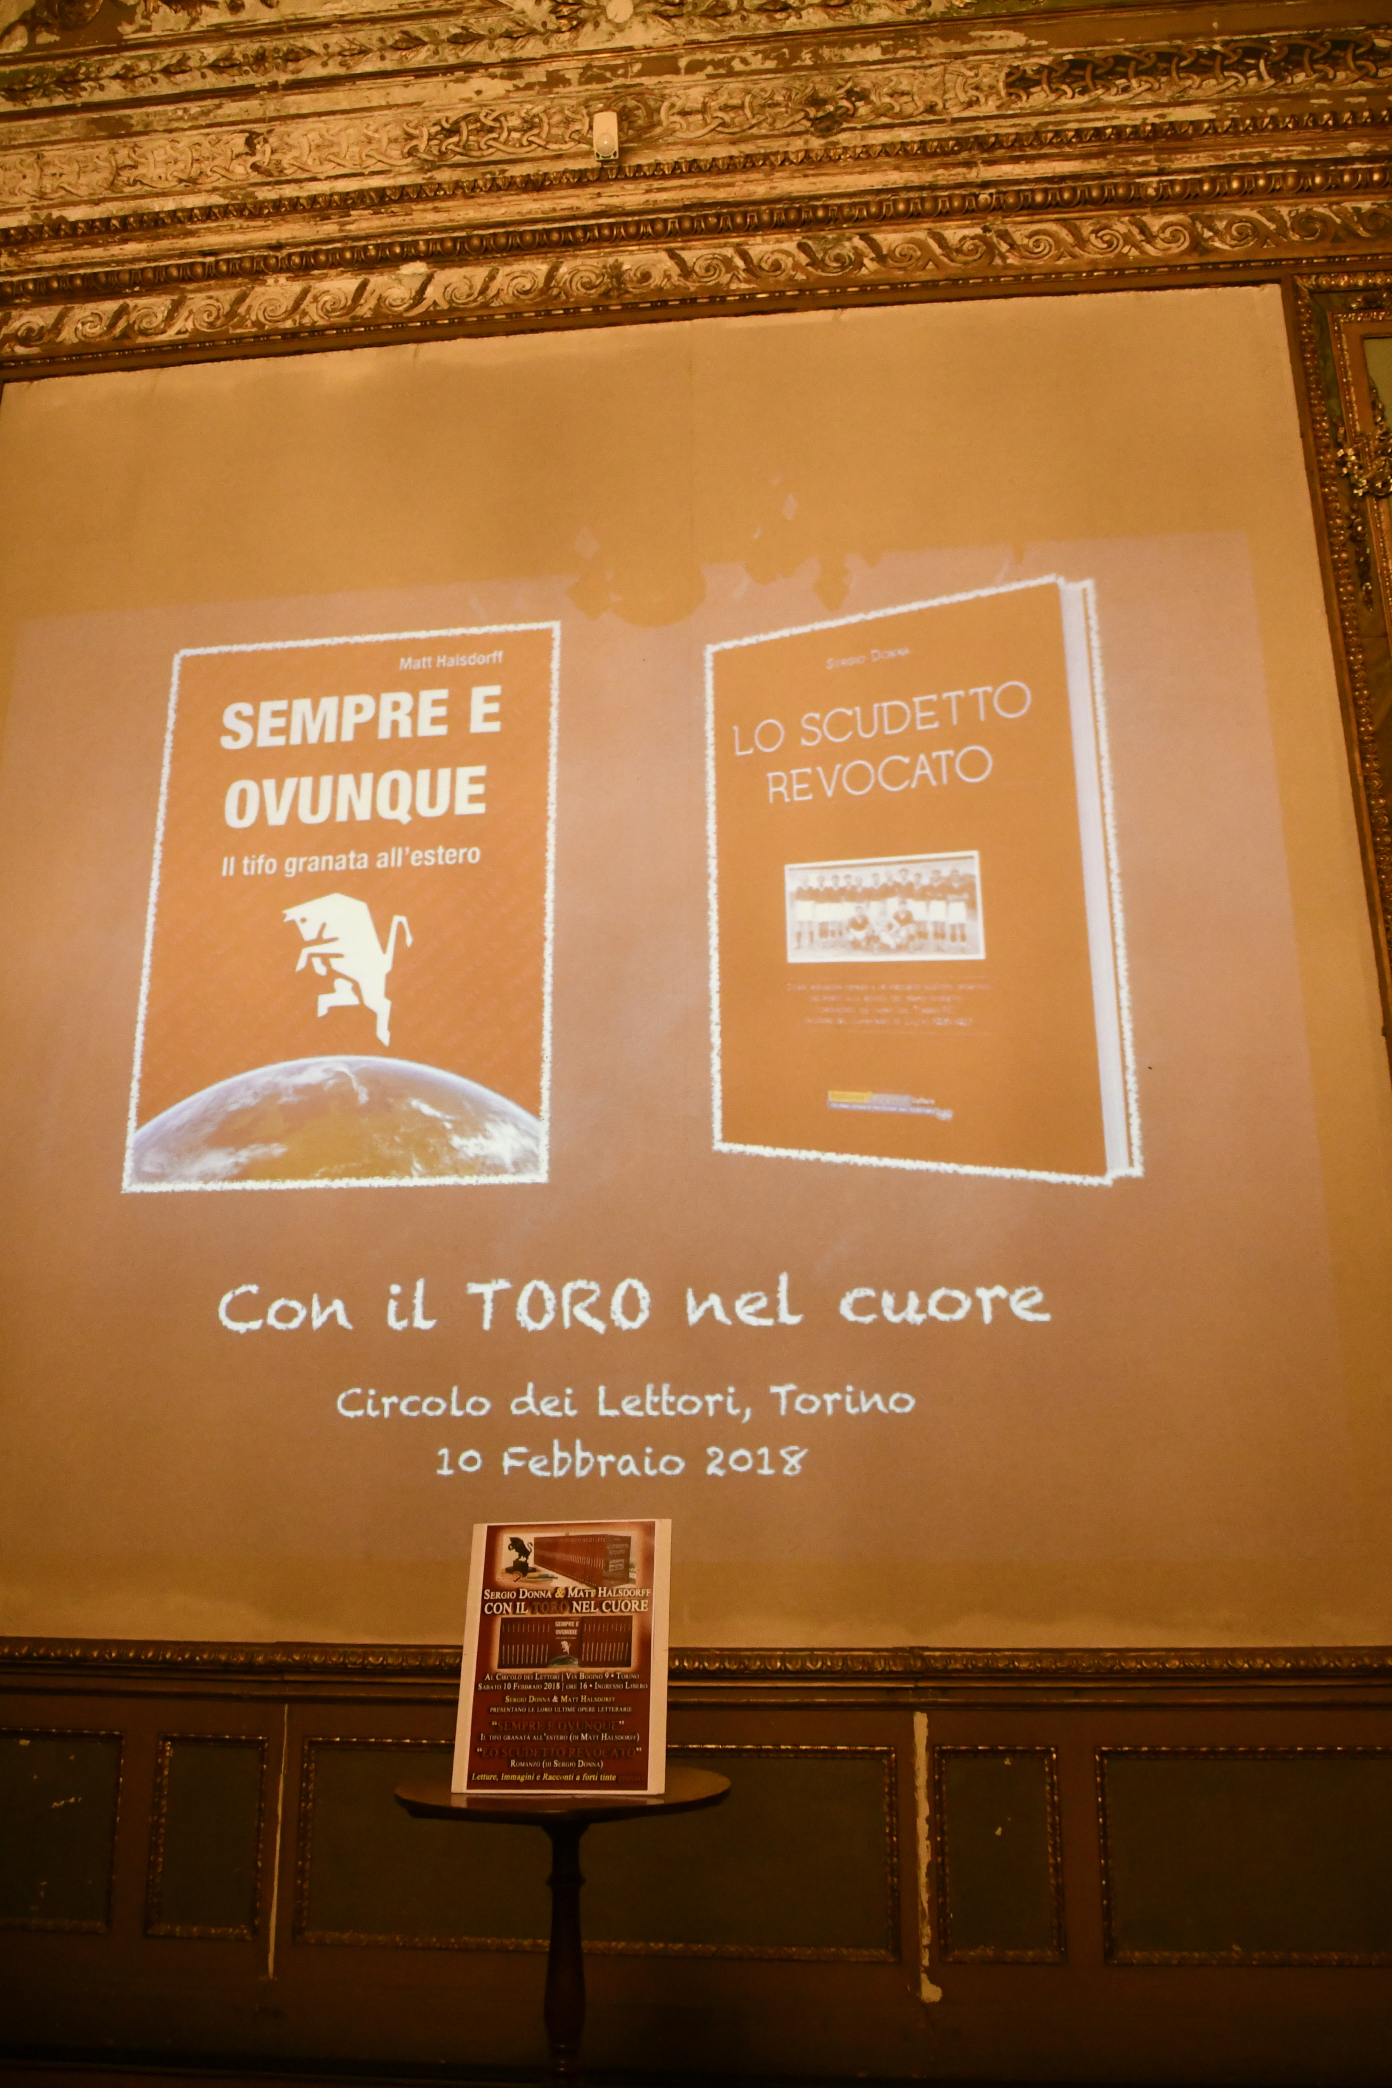 Matt Halsdorff
SEMPRE E
OVUNQUE
Il tifo granata all'estero
Sergio Donna
LO SCUDETTO
REVOCATO
Con il TORO nel cuore
Circolo dei Lettori, Torino
10 Febbraio 2018
Sergio Donna & Matt Halsdorff
CON IL TORO NEL CUORE
SEMPRE E
OVUNQUE
Al Circolo dei Lettori | Via Bogino 9 • Torino
Sabato 10 Febbraio 2018 | ore 16 • Ingresso Libero
Sergio Donna & Matt Halsdorff
presentano le loro ultime opere letterarie
"SEMPRE E OVUNQUE"
Il tifo granata all'estero (di Matt Halsdorff)
"LO SCUDETTO REVOCATO"
Romanzo (di Sergio Donna)
Letture, Immagini e Racconti a forti tinte